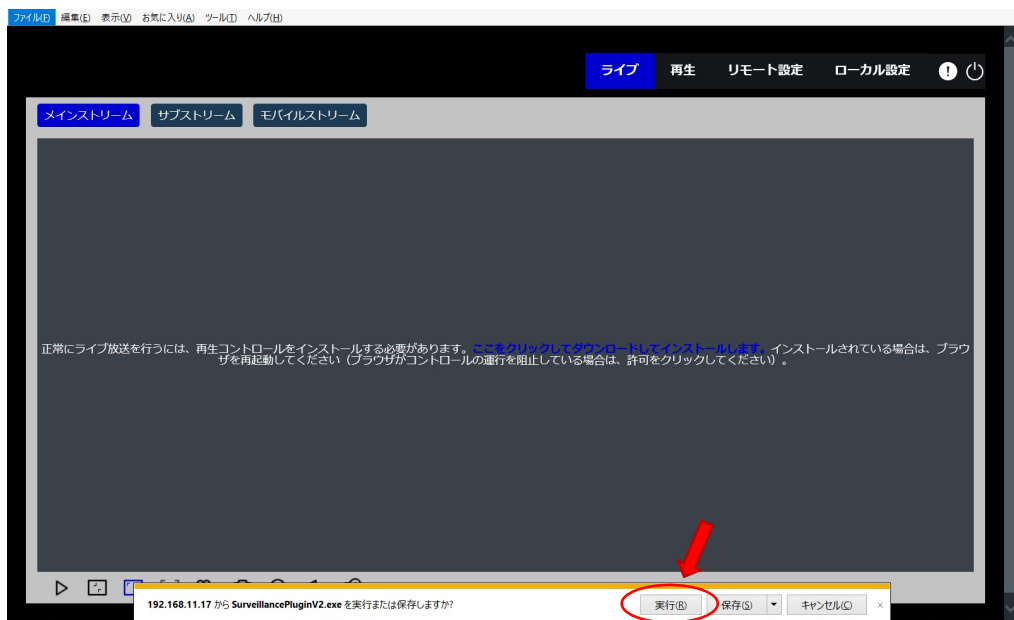 ファイル(F) 編集(E) 表示(V) お気に入り(A) ツール(T) ヘルプ(H)
ライブ 再生 リモート設定 ローカル設定
メインストリーム サブストリーム モバイルストリーム
正常にライブ放送を行うには、再生コントロールをインストールする必要があります。ここをクリックしてダウンロードしてインストールします。インストールされている場合は、ブラウ
ザを再起動してください（ブラウザがコントロールの運行を阻止している場合は、許可をクリックしてください）。
192.168.11.17 から SurveillancePluginV2.exe を実行または保存しますか? 実行(R) 保存(S) キャンセル(C) ×